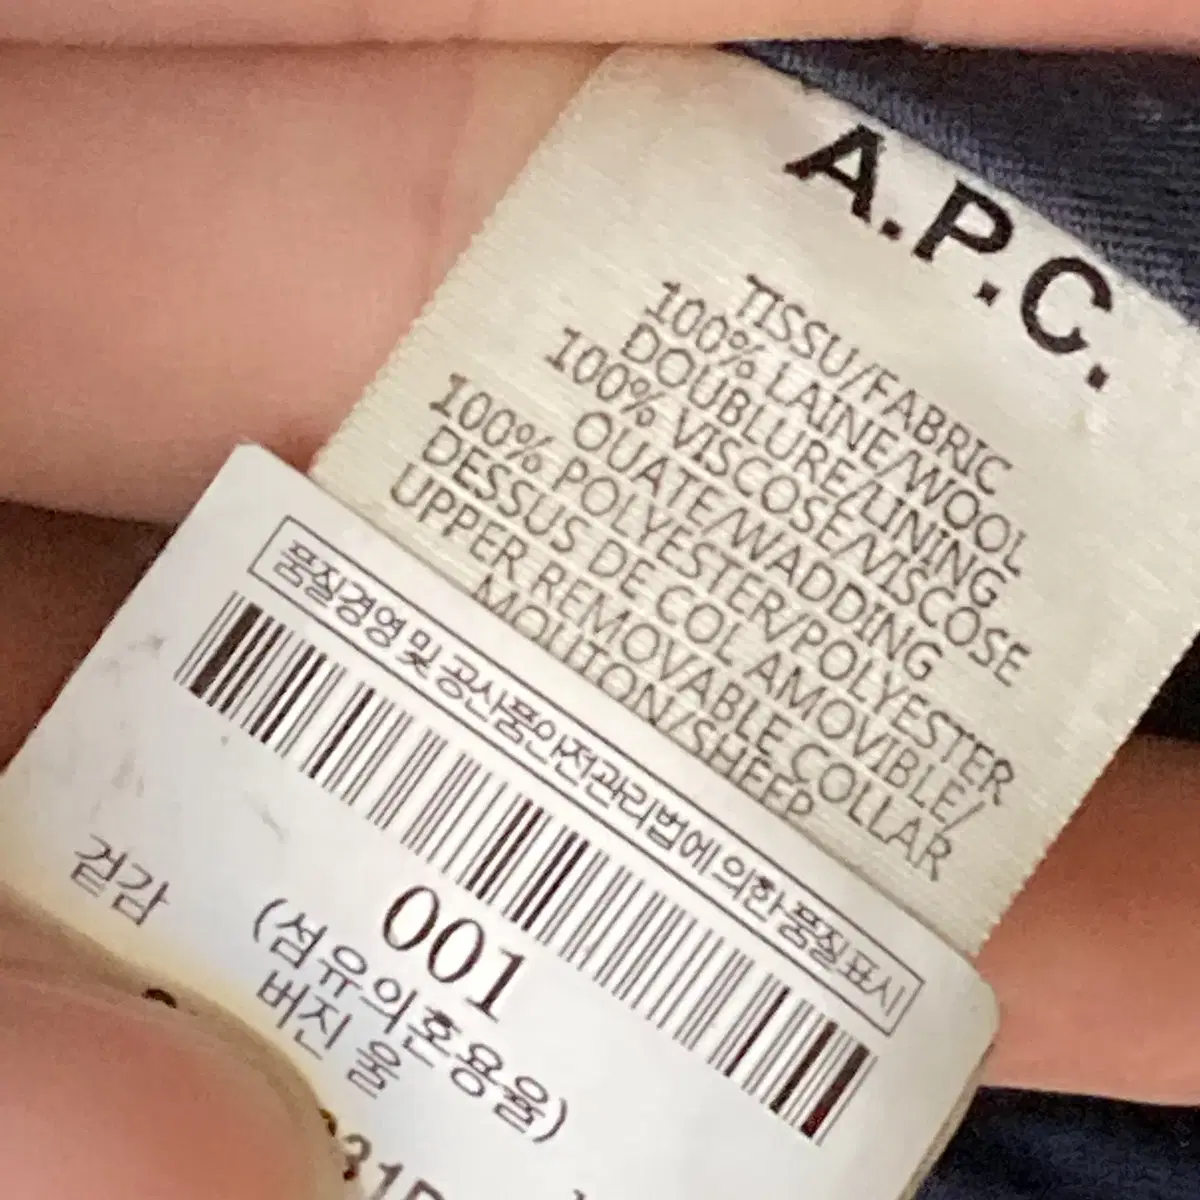 A.P.C.
TISSU/FABRIC
100% LAINE/WOOL
DOUBLURE/LINING
100% VISCOSE/VISCOSE
OUATE/WADDING
100% POLYESTER/POLYESTER
DESSUS DE COL AMOVIBLE/
UPPER REMOVABLE COLLAR
MOUTON/SHEEP
품질경영 및 공산품안전관리법에 의한 품질표시
001
(섬유의혼용율)
겉감 버진 울